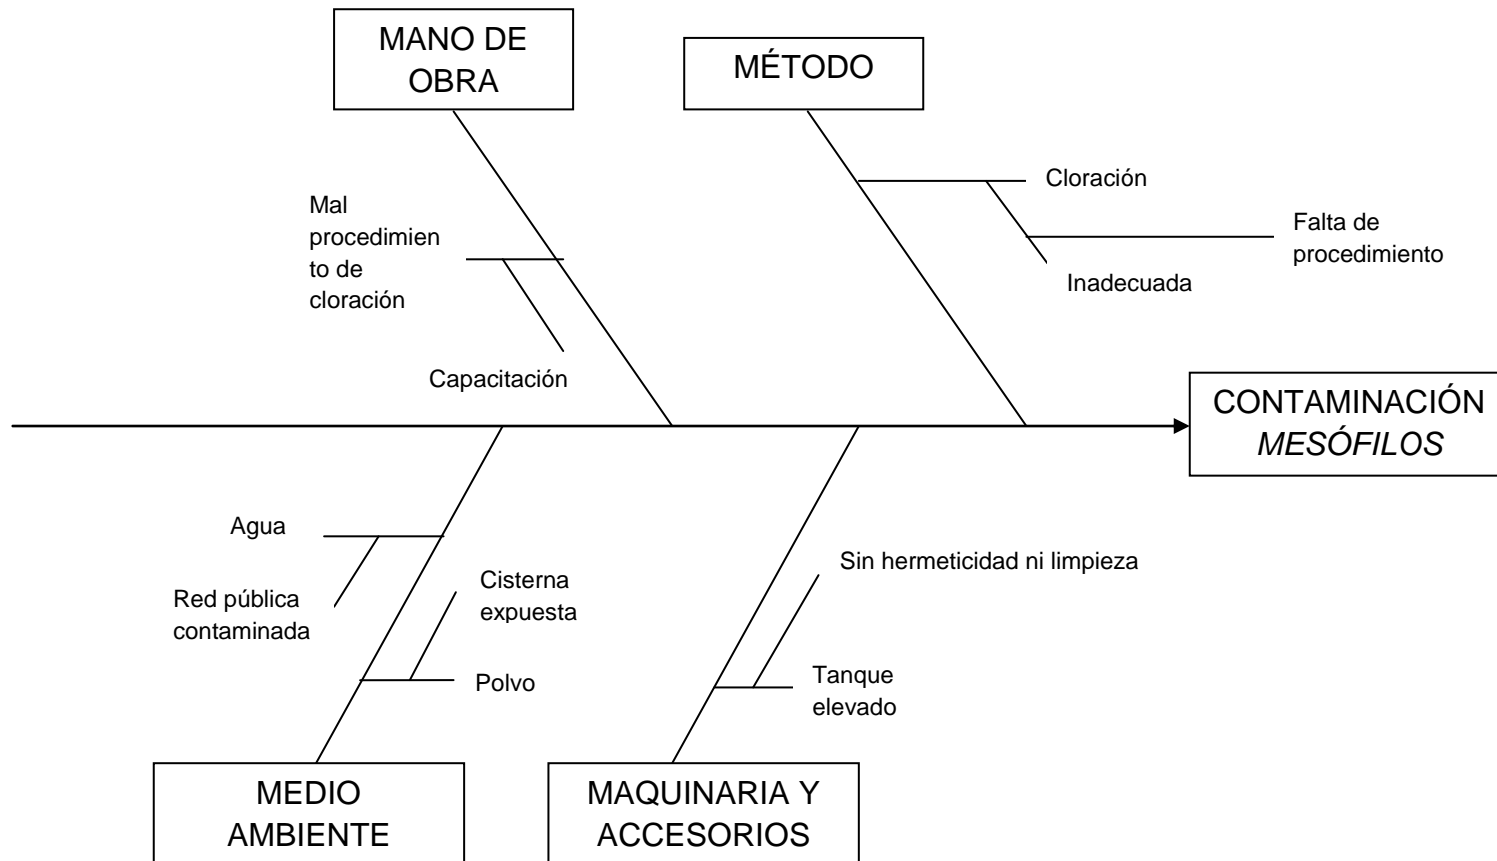 MANO DE
OBRA
MÉTODO
Cloración
Mal
procedimien
to de
cloración
Falta de
procedimiento
Inadecuada
Capacitación
CONTAMINACIÓN
MESÓFILOS
Agua
Sin hermeticidad ni limpieza
Cisterna
expuesta
Red pública
contaminada
Polvo
Tanque
elevado
MEDIO
AMBIENTE
MAQUINARIA Y
ACCESORIOS